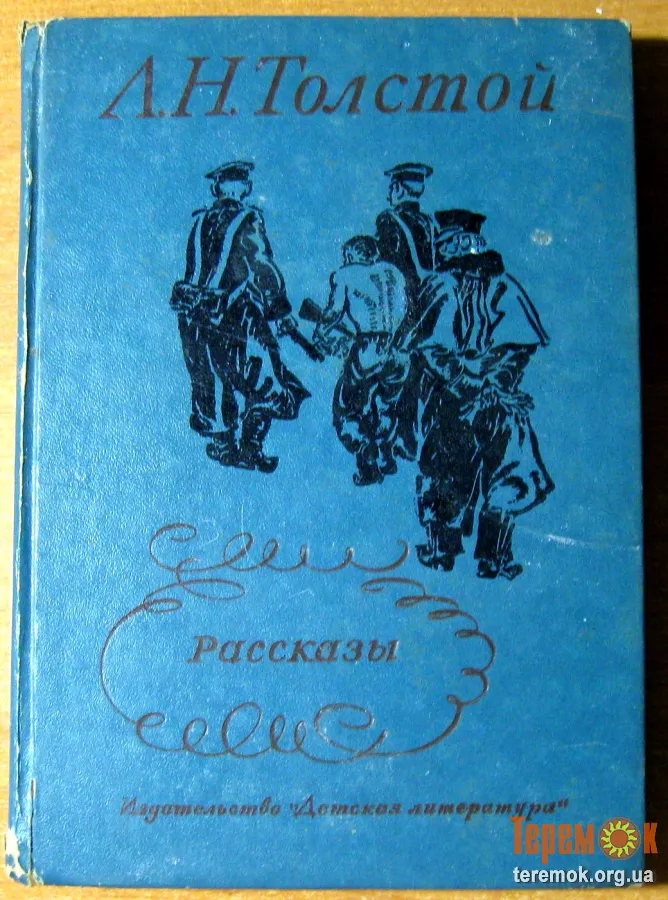 Л.Н.Толстой
Рассказы
Издательство "Детская литература"
Теремок
teremok.org.ua